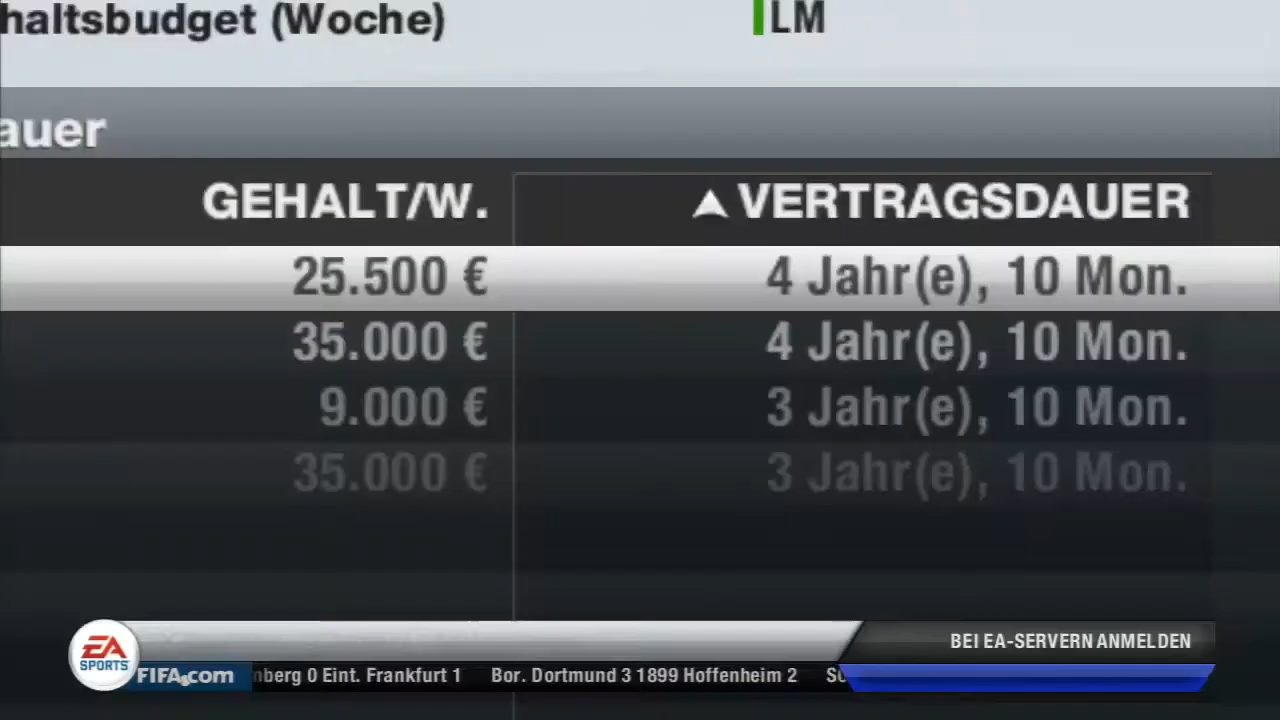 haltsbudget (Woche) LM
auer
GEHALT/W. VERTRAGSDAUER
25.500 € 4 Jahr(e), 10 Mon.
35.000 € 4 Jahr(e), 10 Mon.
9.000 € 3 Jahr(e), 10 Mon.
35.000 € 3 Jahr(e), 10 Mon.
EA SPORTS
BEI EA-SERVERN ANMELDEN
FIFA.com nberg 0 Eint. Frankfurt 1 Bor. Dortmund 3 1899 Hoffenheim 2